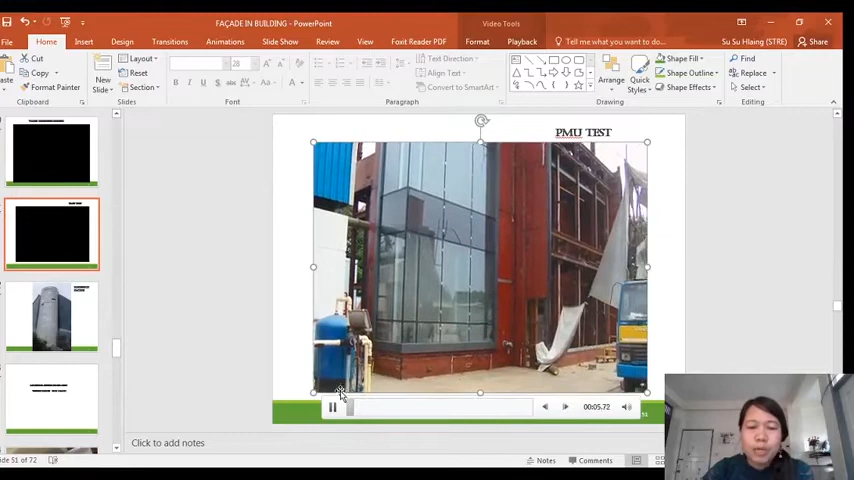 FAÇADE IN BUILDING - PowerPoint
Video Tools
File
Home
Insert
Design
Transitions
Animations
Slide Show
Review
View
Foxit Reader PDF
Format
Playback
Tell me what you want to do...
Su Su Hlaing (STRE)
Share
Cut
Copy
Format Painter
New
Slides
Layout
Reset
Section
28
Text Direction
Align Text
Convert to SmartArt
Arrange
Quick
Styles
Shape Fill
Shape Outline
Shape Effects
Find
Replace
Select
Clipboard
Slides
Font
Paragraph
Drawing
Editing
PMU TEST
00:05.72
51
Click to add notes
Slide 51 of 72
Notes
Comments